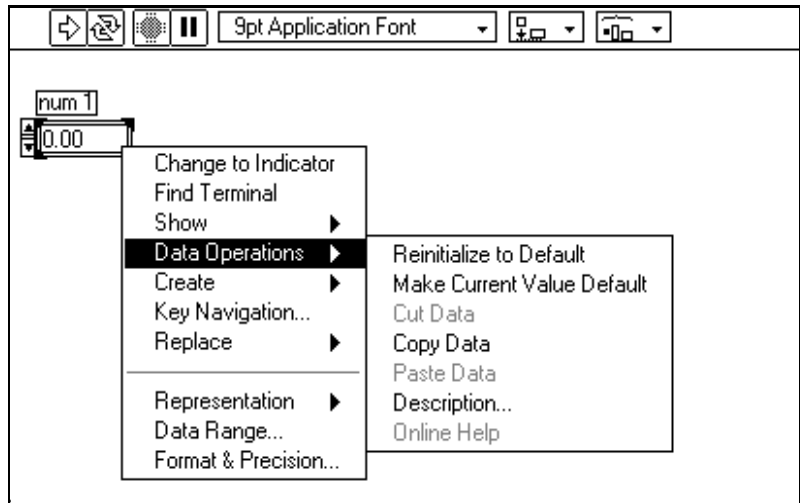 9pt Application Font
num 1
0.00
Change to Indicator
Find Terminal
Show
Data Operations
Create
Key Navigation...
Replace
Representation
Data Range...
Format & Precision...
Reinitialize to Default
Make Current Value Default
Cut Data
Copy Data
Paste Data
Description...
Online Help